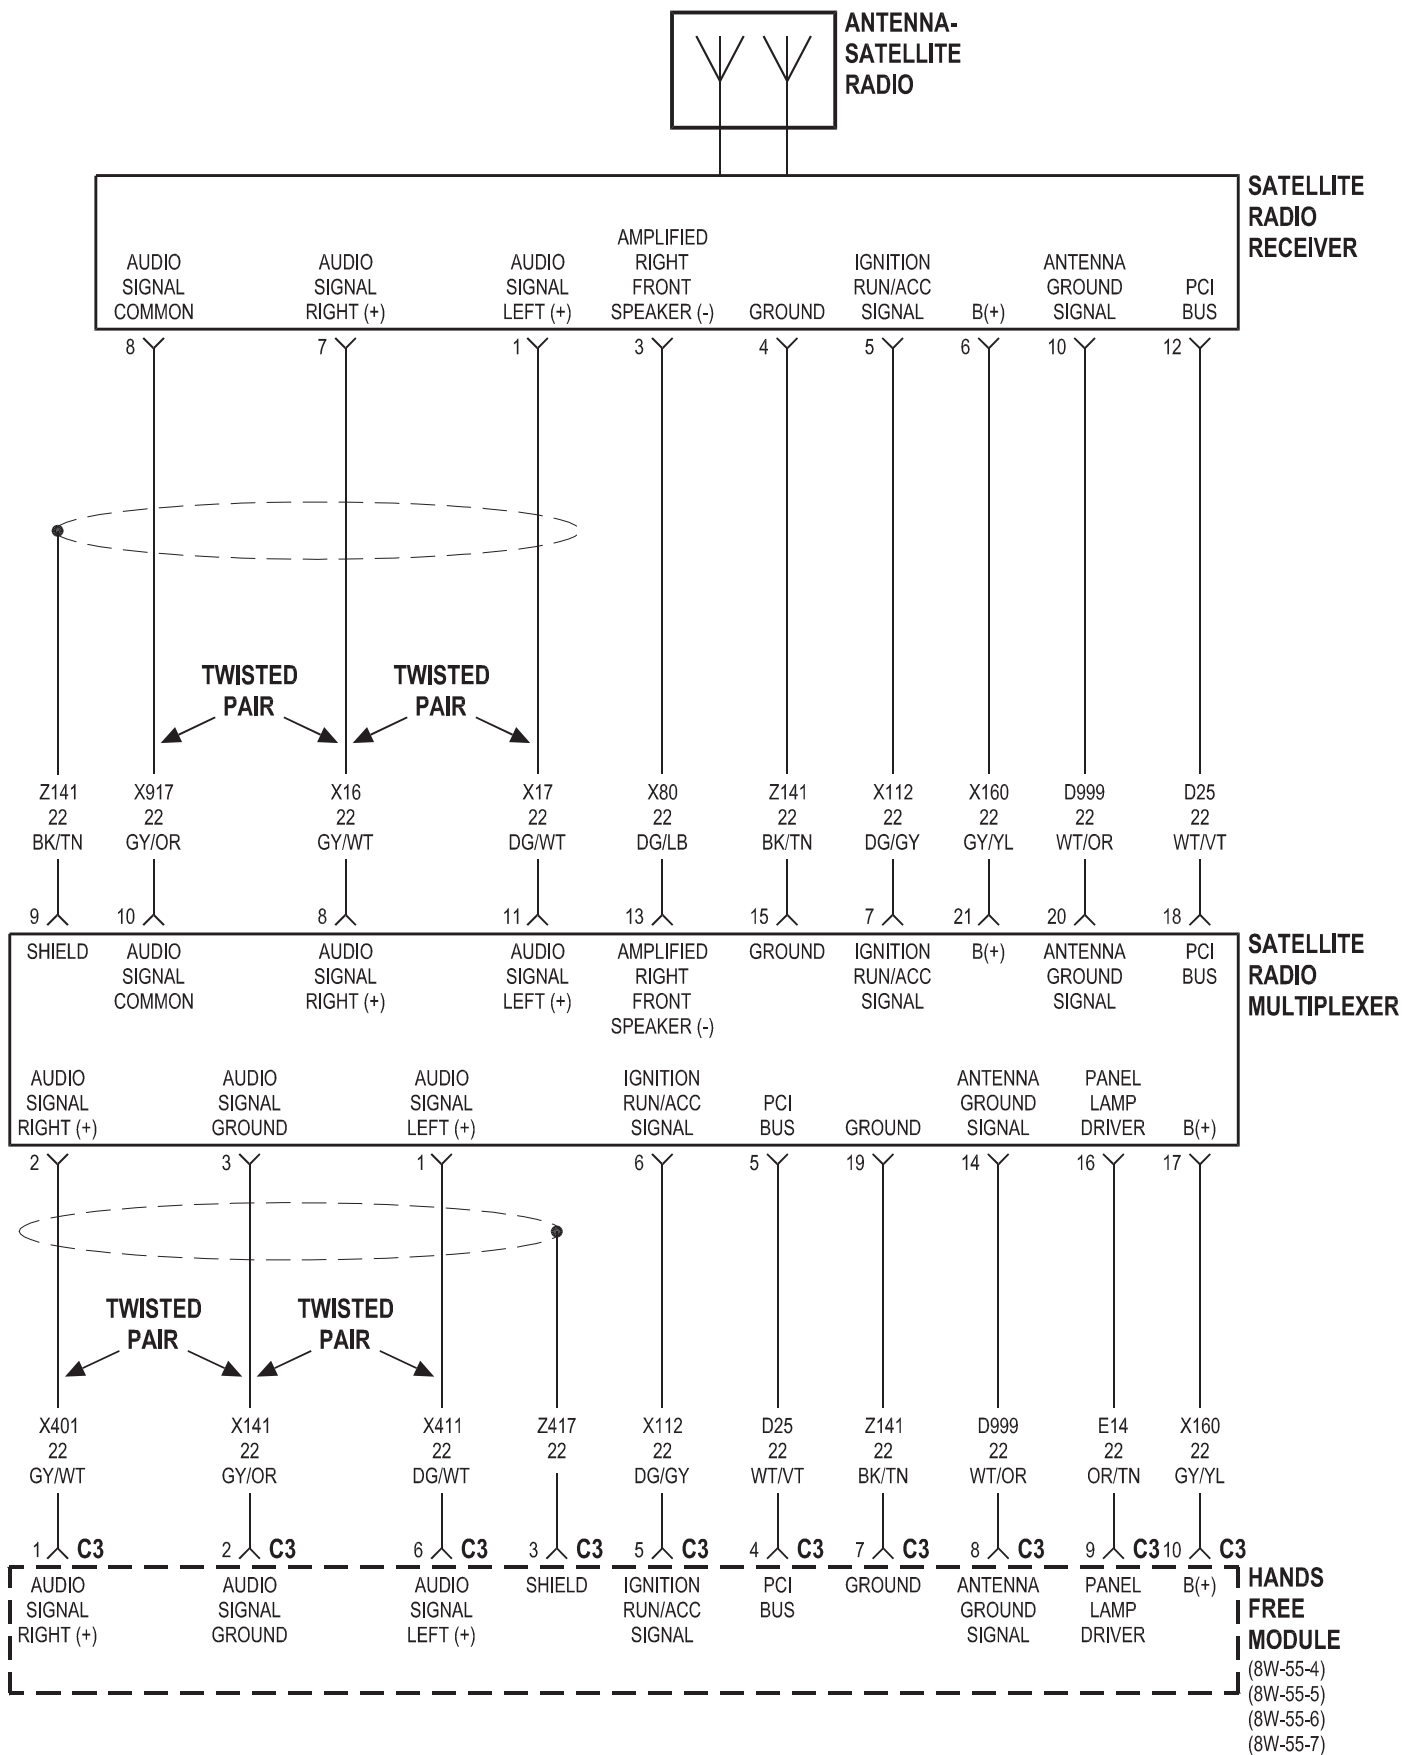 ANTENNA-
SATELLITE
RADIO
SATELLITE
RADIO
RECEIVER
AUDIO
SIGNAL
COMMON
AUDIO
SIGNAL
RIGHT (+)
AUDIO
SIGNAL
LEFT (+)
AMPLIFIED
RIGHT
FRONT
SPEAKER (-)
GROUND
IGNITION
RUN/ACC
SIGNAL
B(+)
ANTENNA
GROUND
SIGNAL
PCI
BUS
8 7 1 3 4 5 6 10 12
TWISTED
PAIR
TWISTED
PAIR
Z141
22
BK/TN
X917
22
GY/OR
X16
22
GY/WT
X17
22
DG/WT
X80
22
DG/LB
Z141
22
BK/TN
X112
22
DG/GY
X160
22
GY/YL
D999
22
WT/OR
D25
22
WT/VT
9 10 8 11 13 15 7 21 20 18
SHIELD
AUDIO
SIGNAL
COMMON
AUDIO
SIGNAL
RIGHT (+)
AUDIO
SIGNAL
LEFT (+)
AMPLIFIED
RIGHT
FRONT
SPEAKER (-)
GROUND
IGNITION
RUN/ACC
SIGNAL
B(+)
ANTENNA
GROUND
SIGNAL
PCI
BUS
SATELLITE
RADIO
MULTIPLEXER
AUDIO
SIGNAL
RIGHT (+)
AUDIO
SIGNAL
GROUND
AUDIO
SIGNAL
LEFT (+)
IGNITION
RUN/ACC
SIGNAL
PCI
BUS
GROUND
ANTENNA
GROUND
SIGNAL
PANEL
LAMP
DRIVER
B(+)
2 3 1 6 5 19 14 16 17
TWISTED
PAIR
TWISTED
PAIR
X401
22
GY/WT
X141
22
GY/OR
X411
22
DG/WT
Z417
22
X112
22
DG/GY
D25
22
WT/VT
Z141
22
BK/TN
D999
22
WT/OR
E14
22
OR/TN
X160
22
GY/YL
1 C3 2 C3 6 C3 3 C3 5 C3 4 C3 7 C3 8 C3 9 C3 10 C3
AUDIO
SIGNAL
RIGHT (+)
AUDIO
SIGNAL
GROUND
AUDIO
SIGNAL
LEFT (+)
SHIELD
IGNITION
RUN/ACC
SIGNAL
PCI
BUS
GROUND
ANTENNA
GROUND
SIGNAL
PANEL
LAMP
DRIVER
B(+)
HANDS
FREE
MODULE
(8W-55-4)
(8W-55-5)
(8W-55-6)
(8W-55-7)